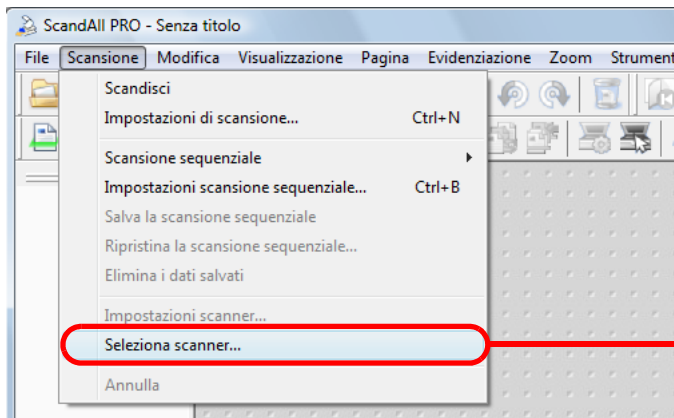 ScandAll PRO - Senza titolo
File Scansione Modifica Visualizzazione Pagina Evidenziazione Zoom Strument
Scandisci
Impostazioni di scansione... Ctrl+N
Scansione sequenziale
Impostazioni scansione sequenziale... Ctrl+B
Salva la scansione sequenziale
Ripristina la scansione sequenziale...
Elimina i dati salvati
Impostazioni scanner...
Seleziona scanner...
Annulla